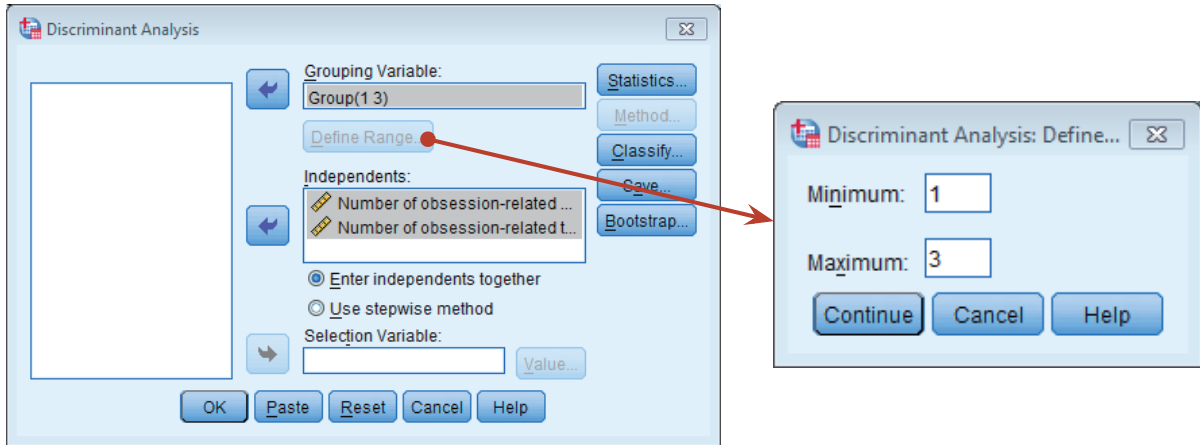 Discriminant Analysis
Grouping Variable:
Group(1 3)
Define Range...
Independents:
Number of obsession-related ...
Number of obsession-related t...
Enter independents together
Use stepwise method
Selection Variable:
Value...
Statistics...
Method...
Classify...
Save...
Bootstrap...
OK Paste Reset Cancel Help
Discriminant Analysis: Define...
Minimum: 1
Maximum: 3
Continue Cancel Help